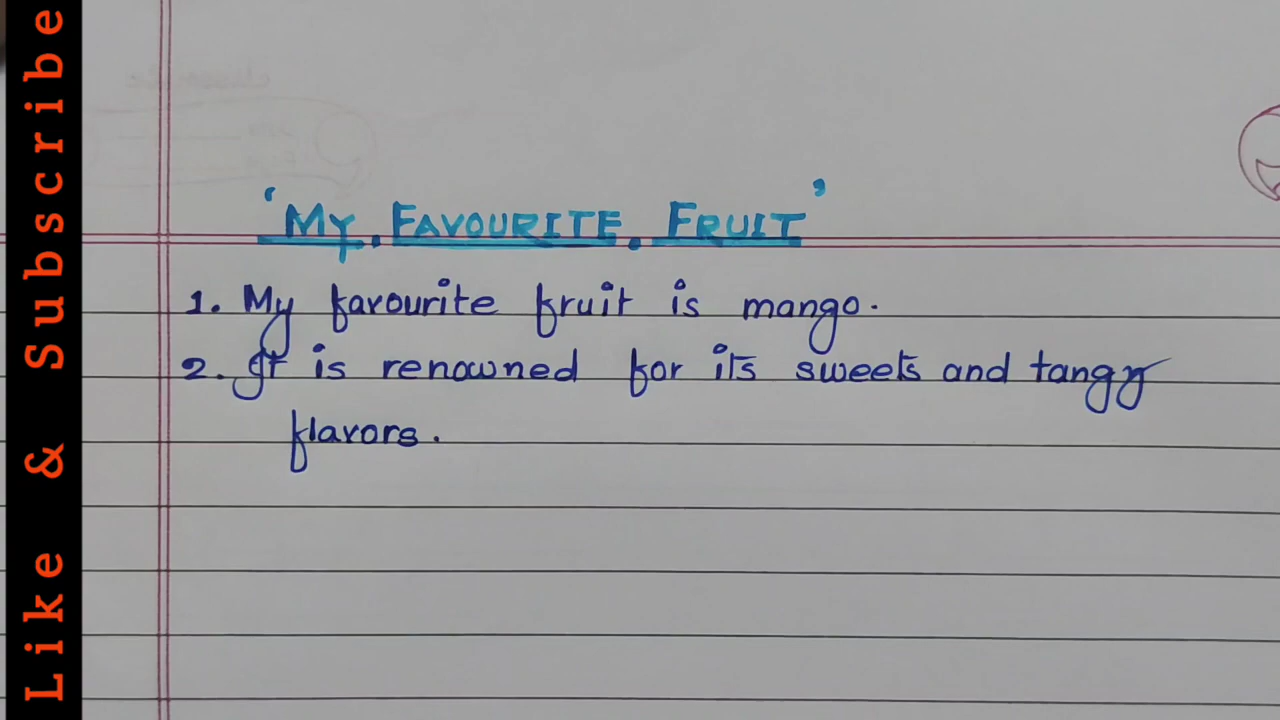 Like & Subscribe
'MY FAVOURITE FRUIT'
1. My favourite fruit is mango.
2. It is renowned for its sweets and tangy
flavors.